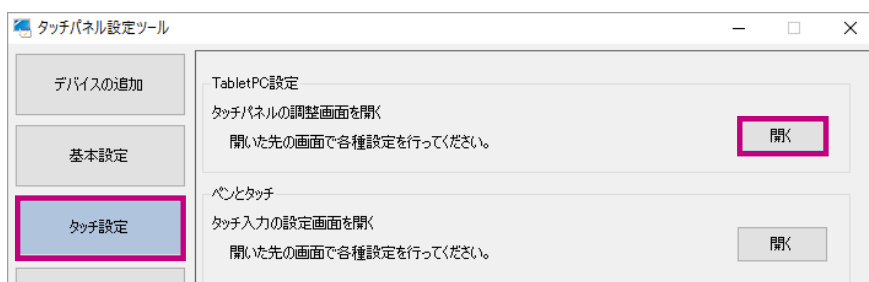 タッチパネル設定ツール
デバイスの追加
基本設定
タッチ設定
TabletPC設定
タッチパネルの調整画面を開く
開いた先の画面で各種設定を行ってください。
開く
ペンとタッチ
タッチ入力の設定画面を開く
開いた先の画面で各種設定を行ってください。
開く